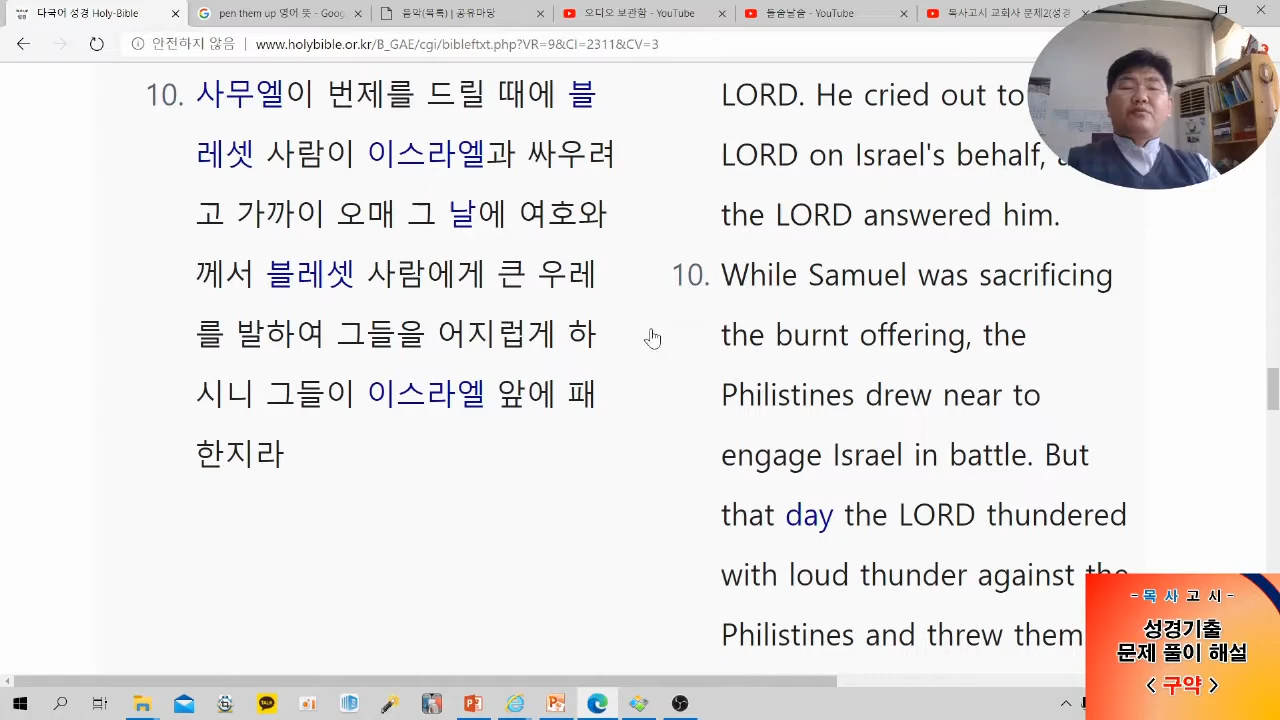 다국어 성경 Holy-Bible
pen them up 영어 뜻 - Goog
음악(목록) | 공유마당
오디오 보관함 - YouTube
돌솔날솔 - YouTube
목사고시 교회사 문제2(성경
안전하지 않음
www.holybible.or.kr/B_GAE/cgi/bibleftxt.php?VR=9&CI=2311&CV=3
10. 사무엘이 번제를 드릴 때에 블
레셋 사람이 이스라엘과 싸우려
고 가까이 오매 그 날에 여호와
께서 블레셋 사람에게 큰 우레
를 발하여 그들을 어지럽게 하
시니 그들이 이스라엘 앞에 패
한지라
LORD. He cried out to
LORD on Israel's behalf,
the LORD answered him.
10. While Samuel was sacrificing
the burnt offering, the
Philistines drew near to
engage Israel in battle. But
that day the LORD thundered
with loud thunder against the
Philistines and threw them
- 목 사 고 시 -
성경기출
문제 풀이 해설
< 구약 >